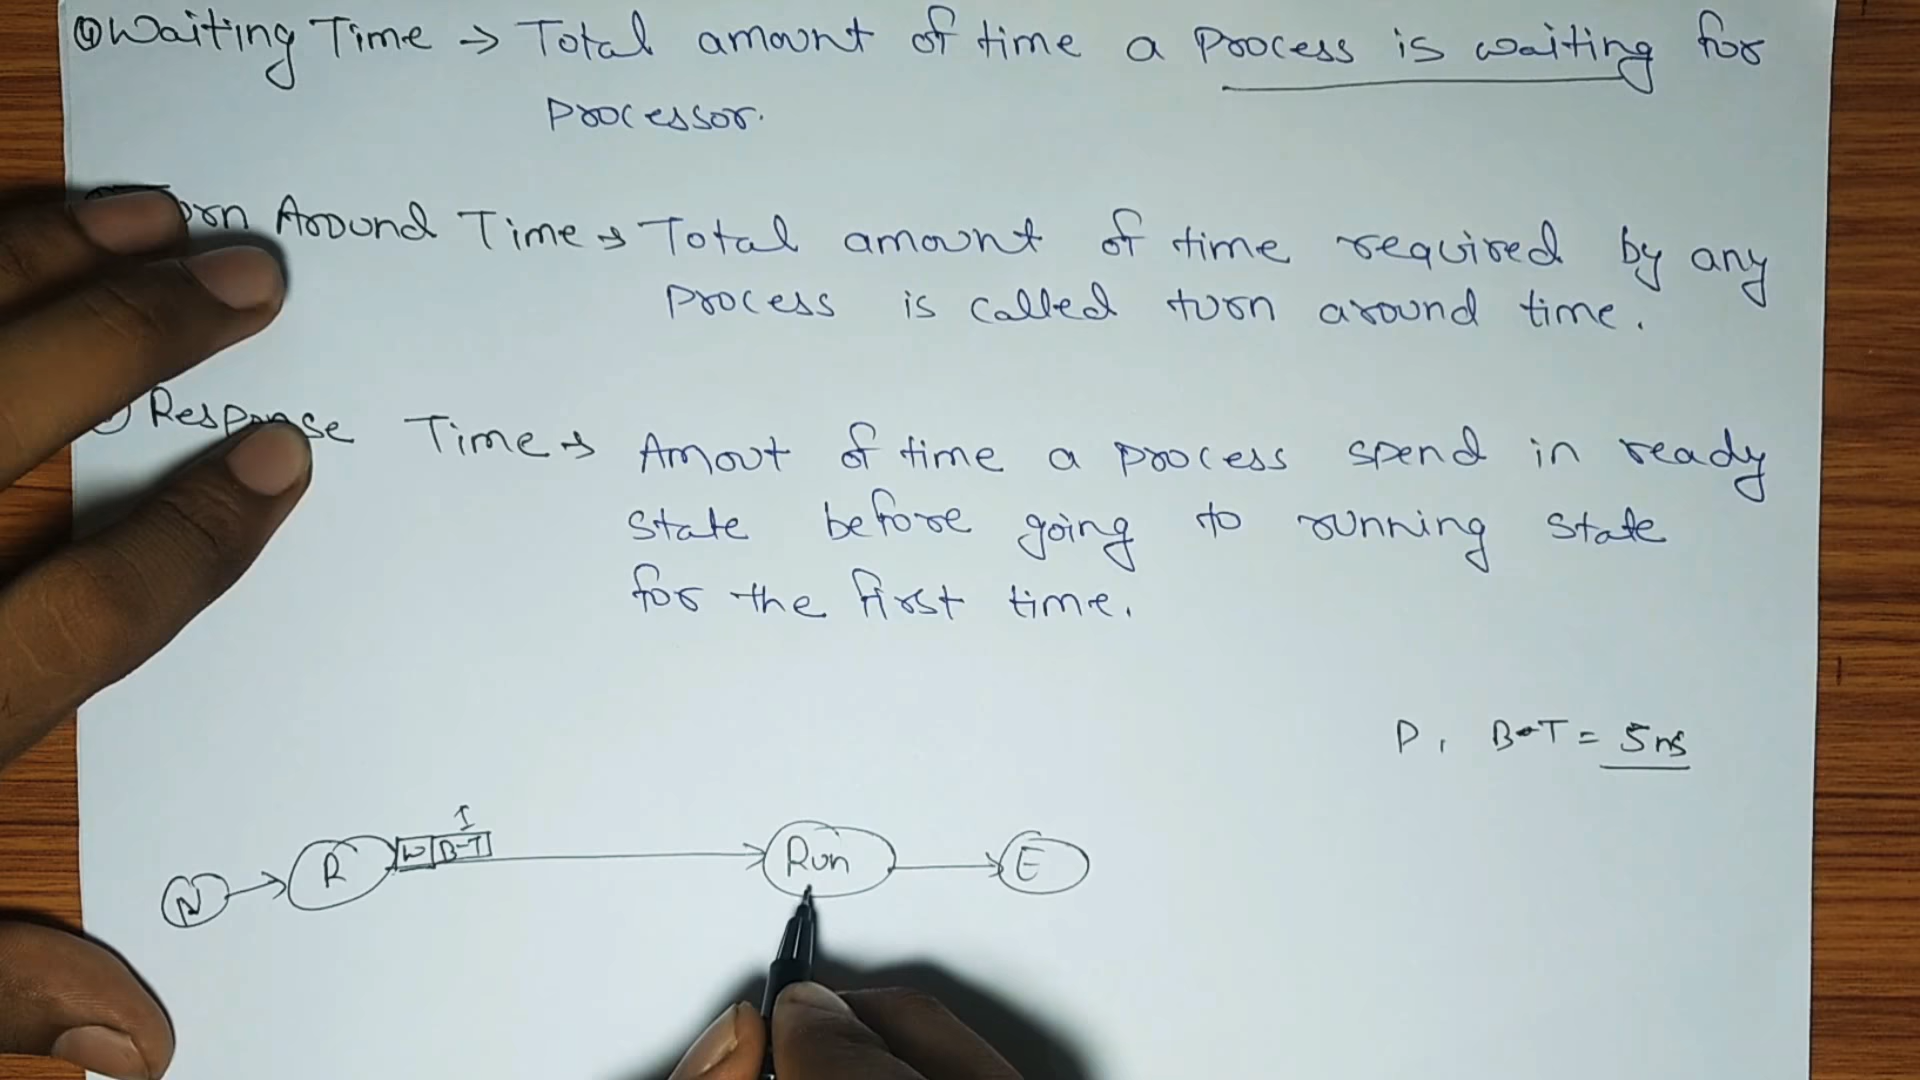 ④ Waiting Time → Total amount of time a process is waiting for
processor.
Around Time → Total amount of time required by any
process is called turn around time.
Response Time → Amout of time a process spend in ready
state before going to running state
for the first time.
P1 B-T = 5ns
I
N R W B-T Run E